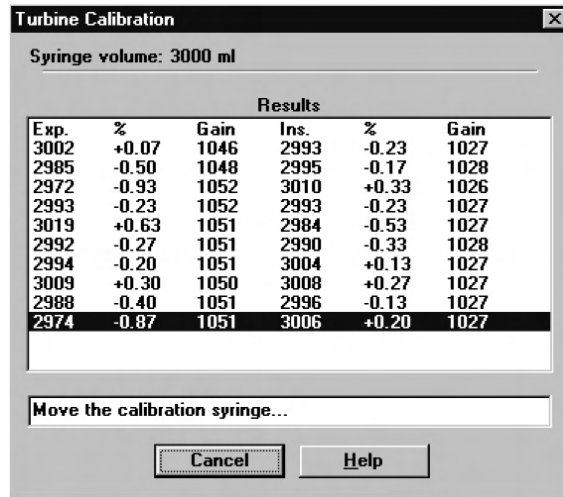 Turbine Calibration
Syringe volume: 3000 ml
Results
Exp. % Gain Ins. % Gain
3002 +0.07 1046 2993 -0.23 1027
2985 -0.50 1048 2995 -0.17 1028
2972 -0.93 1052 3010 +0.33 1026
2993 -0.23 1052 2993 -0.23 1027
3019 +0.63 1051 2984 -0.53 1027
2992 -0.27 1051 2990 -0.33 1028
2994 -0.20 1051 3004 +0.13 1027
3009 +0.30 1050 3008 +0.27 1027
2988 -0.40 1051 2996 -0.13 1027
2974 -0.87 1051 3006 +0.20 1027
Move the calibration syringe...
Cancel Help